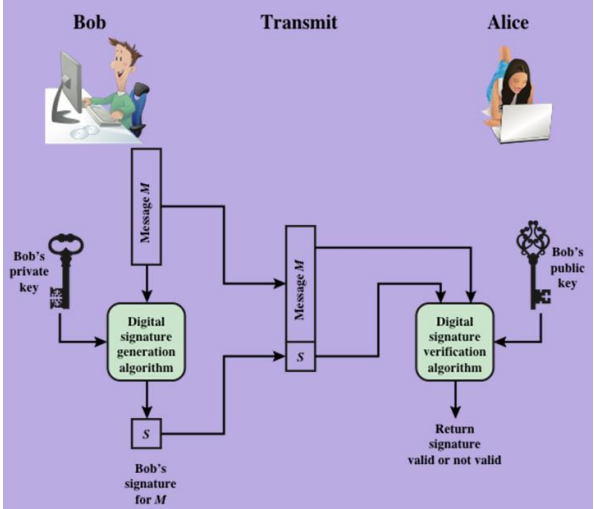 Bob
Transmit
Alice
Message M
Bob's
private
key
Digital
signature
generation
algorithm
S
Bob's
signature
for M
Message M
S
Bob's
public
key
Digital
signature
verification
algorithm
Return
signature
valid or not valid